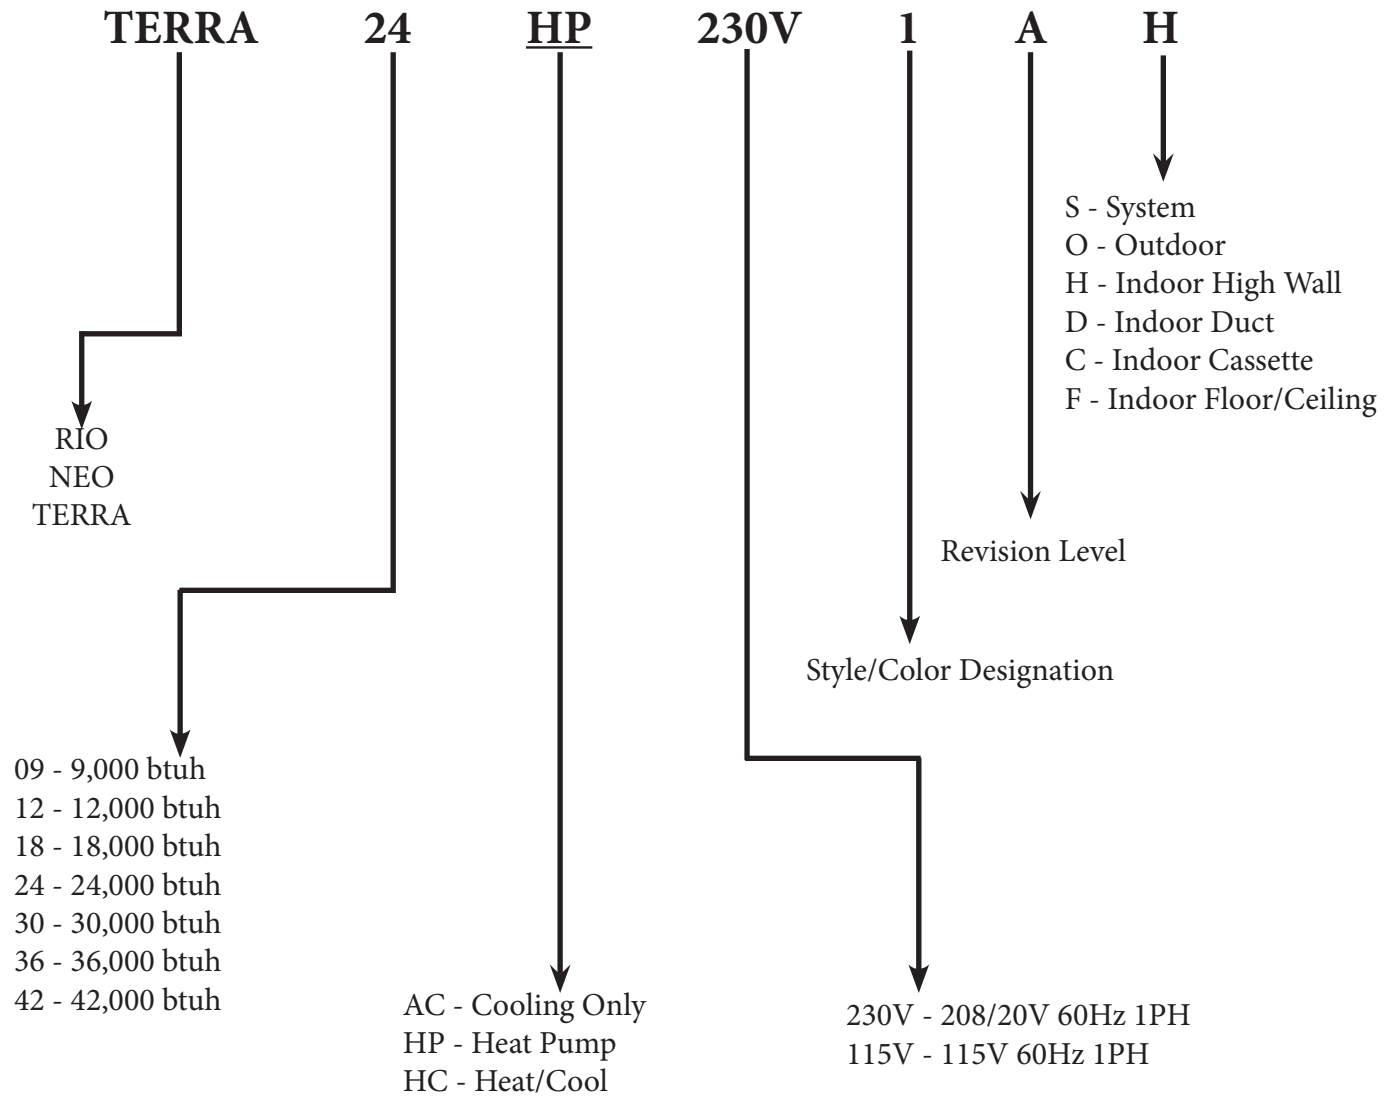 TERRA 24 HP 230V 1 A H
S - System
O - Outdoor
H - Indoor High Wall
D - Indoor Duct
C - Indoor Cassette
F - Indoor Floor/Ceiling
RIO
NEO
TERRA
Revision Level
Style/Color Designation
09 - 9,000 btuh
12 - 12,000 btuh
18 - 18,000 btuh
24 - 24,000 btuh
30 - 30,000 btuh
36 - 36,000 btuh
42 - 42,000 btuh
AC - Cooling Only
HP - Heat Pump
HC - Heat/Cool
230V - 208/20V 60Hz 1PH
115V - 115V 60Hz 1PH